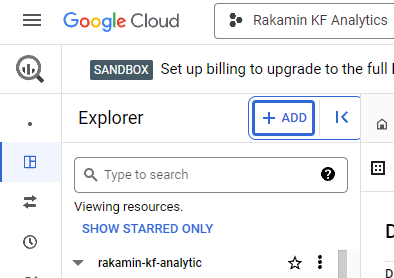 Google Cloud
Rakamin KF Analytics
SANDBOX Set up billing to upgrade to the full
Explorer
+ ADD
Type to search
Viewing resources.
SHOW STARRED ONLY
rakamin-kf-analytic